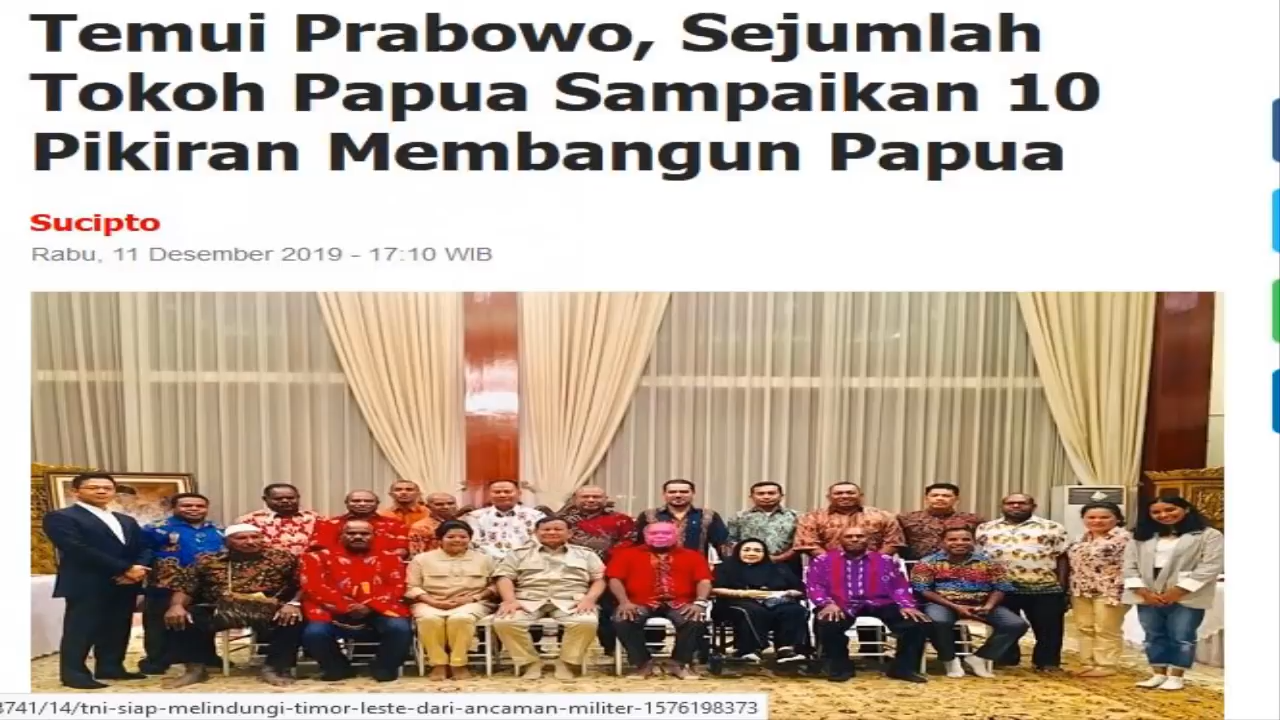 Temui Prabowo, Sejumlah
Tokoh Papua Sampaikan 10
Pikiran Membangun Papua
Sucipto
Rabu, 11 Desember 2019 - 17:10 WIB
3741/14/tni-siap-melindungi-timor-leste-dari-ancaman-militer-1576198373